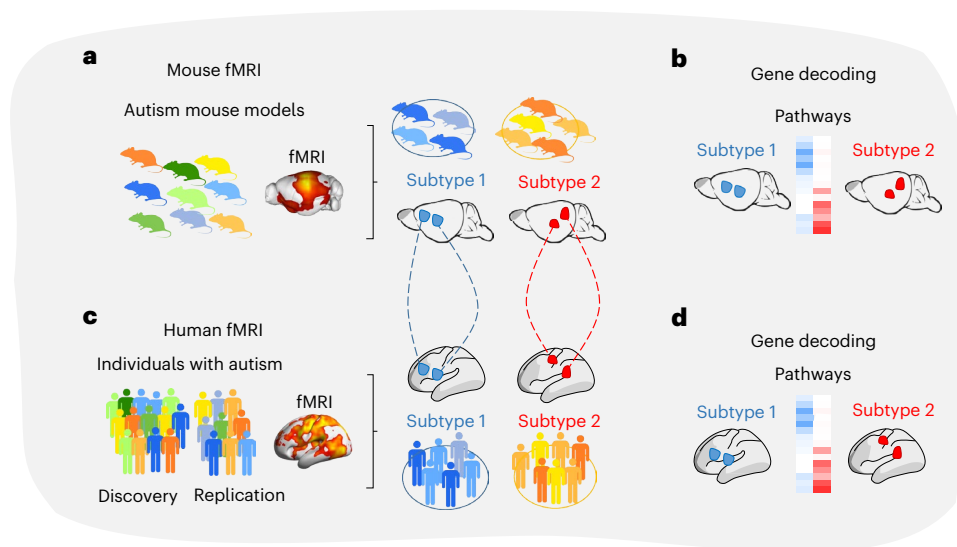 a
Mouse fMRI
Autism mouse models
fMRI
Subtype 1
Subtype 2
b
Gene decoding
Pathways
Subtype 1
Subtype 2
c
Human fMRI
Individuals with autism
fMRI
Discovery
Replication
Subtype 1
Subtype 2
d
Gene decoding
Pathways
Subtype 1
Subtype 2